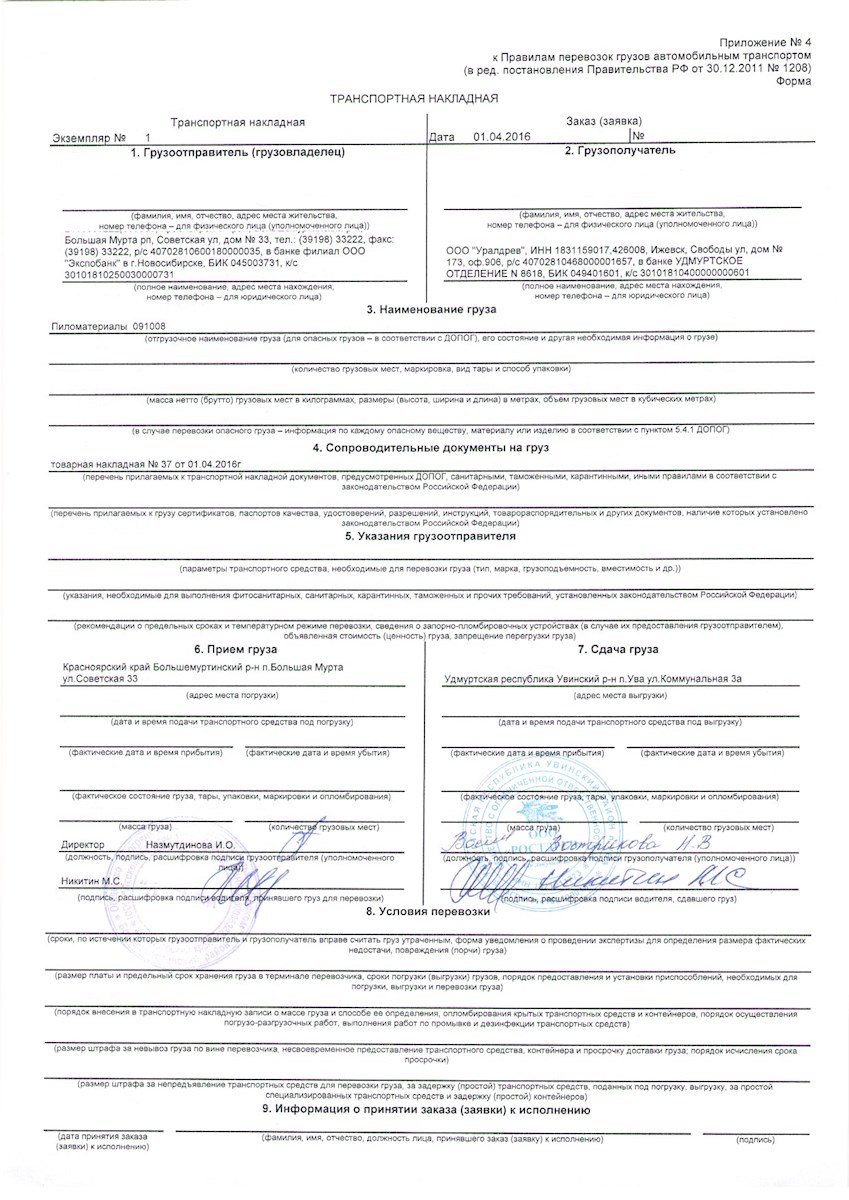 Приложение № 4
к Правилам перевозок грузов автомобильным транспортом
(в ред. постановления Правительства РФ от 30.12.2011 № 1208)
Форма
ТРАНСПОРТНАЯ НАКЛАДНАЯ
Транспортная накладная
Заказ (заявка)
Экземпляр № 1
Дата 01.04.2016 №
1. Грузоотправитель (грузовладелец)
2. Грузополучатель
(фамилия, имя, отчество, адрес места жительства,
номер телефона – для физического лица (уполномоченного лица))
(фамилия, имя, отчество, адрес места жительства,
номер телефона – для физического лица (уполномоченного лица))
Большая Мурта рп, Советская ул, дом № 33, тел.: (39198) 33222, факс:
(39198) 33222, р/с 40702810600180000035, в банке филиал ООО
"Экспобанк" в г.Новосибирске, БИК 045003731, к/с
30101810250030000731
ООО "Уралдрев", ИНН 1831159017,426008, Ижевск, Свободы ул, дом №
173, оф.906, р/с 40702810468000001657, в банке УДМУРТСКОЕ
ОТДЕЛЕНИЕ N 8618, БИК 049401601, к/с 30101810400000000601
(полное наименование, адрес места нахождения,
номер телефона – для юридического лица)
(полное наименование, адрес места нахождения,
номер телефона – для юридического лица)
3. Наименование груза
Пиломатериалы 091008
(отгрузочное наименование груза (для опасных грузов – в соответствии с ДОПОГ), его состояние и другая необходимая информация о грузе)
(количество грузовых мест, маркировка, вид тары и способ упаковки)
(масса нетто (брутто) грузовых мест в килограммах, размеры (высота, ширина и длина) в метрах, объем грузовых мест в кубических метрах)
(в случае перевозки опасного груза – информация по каждому опасному веществу, материалу или изделию в соответствии с пунктом 5.4.1 ДОПОГ)
4. Сопроводительные документы на груз
товарная накладная № 37 от 01.04.2016г
(перечень прилагаемых к транспортной накладной документов, предусмотренных ДОПОГ, санитарными, таможенными, карантинными, иными правилами в соответствии с
законодательством Российской Федерации)
(перечень прилагаемых к грузу сертификатов, паспортов качества, удостоверений, разрешений, инструкций, товарораспорядительных и других документов, наличие которых установлено
законодательством Российской Федерации)
5. Указания грузоотправителя
(параметры транспортного средства, необходимые для перевозки груза (тип, марка, грузоподъемность, вместимость и др.))
(указания, необходимые для выполнения фитосанитарных, санитарных, карантинных, таможенных и прочих требований, установленных законодательством Российской Федерации)
(рекомендации о предельных сроках и температурном режиме перевозки, сведения о запорно-пломбировочных устройствах (в случае их предоставления грузоотправителем),
объявленная стоимость (ценность) груза, запрещение перегрузки груза)
6. Прием груза
7. Сдача груза
Красноярский край Большемуртинский р-н п.Большая Мурта
ул.Советская 33
Удмуртская республика Увинский р-н п.Ува ул.Коммунальная 3а
(адрес места погрузки)
(адрес места выгрузки)
(дата и время подачи транспортного средства под погрузку)
(дата и время подачи транспортного средства под выгрузку)
(фактические дата и время прибытия) (фактические дата и время убытия)
(фактические дата и время прибытия) (фактические дата и время убытия)
(фактическое состояние груза, тары, упаковки, маркировки и опломбирования)
(фактическое состояние груза, тары, упаковки, маркировки и опломбирования)
(масса груза) (количество грузовых мест)
(масса груза) (количество грузовых мест)
Директор Назмутдинова И.О.
Вострикова Н.В
(должность, подпись, расшифровка подписи грузоотправителя (уполномоченного
лица))
(должность, подпись, расшифровка подписи грузополучателя (уполномоченного лица))
Никитин М.С.
Никитин МС
(подпись, расшифровка подписи водителя, принявшего груз для перевозки)
(подпись, расшифровка подписи водителя, сдавшего груз)
8. Условия перевозки
(сроки, по истечении которых грузоотправитель и грузополучатель вправе считать груз утраченным, форма уведомления о проведении экспертизы для определения размера фактических
недостачи, повреждения (порчи) груза)
(размер платы и предельный срок хранения груза в терминале перевозчика, сроки погрузки (выгрузки) грузов, порядок предоставления и установки приспособлений, необходимых для
погрузки, выгрузки и перевозки груза)
(порядок внесения в транспортную накладную записи о массе груза и способе ее определения, опломбирования крытых транспортных средств и контейнеров, порядок осуществления
погрузо-разгрузочных работ, выполнения работ по промывке и дезинфекции транспортных средств)
(размер штрафа за невывоз груза по вине перевозчика, несвоевременное предоставление транспортного средства, контейнера и просрочку доставки груза; порядок исчисления срока
просрочки)
(размер штрафа за непредъявление транспортных средств для перевозки груза, за задержку (простой) транспортных средств, поданных под погрузку, выгрузку, за простой
специализированных транспортных средств и задержку (простой) контейнеров)
9. Информация о принятии заказа (заявки) к исполнению
(дата принятия заказа
(заявки) к исполнению)
(фамилия, имя, отчество, должность лица, принявшего заказ (заявку) к исполнению)
(подпись)